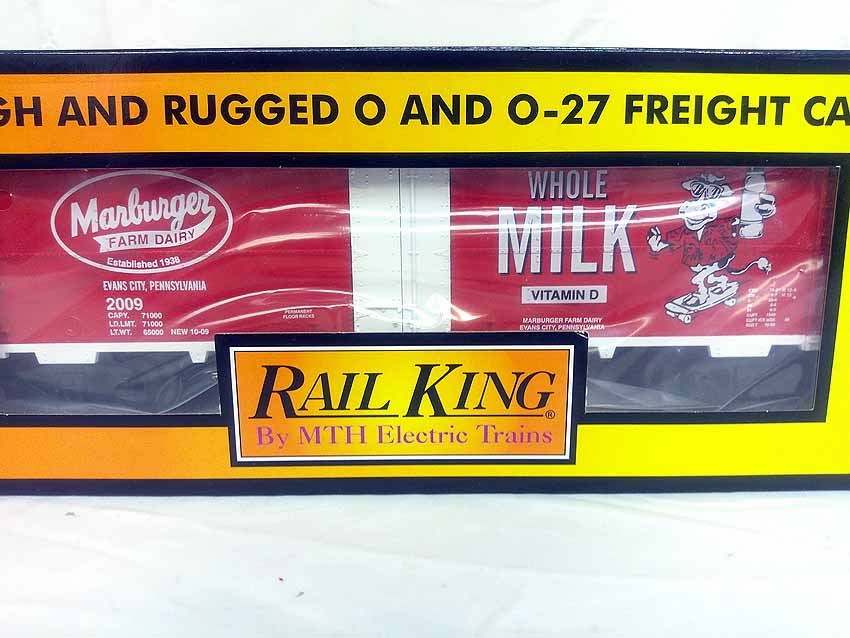 GH AND RUGGED O AND O-27 FREIGHT CA
Marburger
FARM DAIRY
Established 1938
EVANS CITY, PENNSYLVANIA
2009
CAPY. 71000
LD.LMT. 71000
LT.WT. 65000 NEW 10-09
PERMANENT
FLOOR RACKS
WHOLE
MILK
VITAMIN D
MARBURGER FARM DAIRY
EVANS CITY, PENNSYLVANIA
RAIL KING®
By MTH Electric Trains